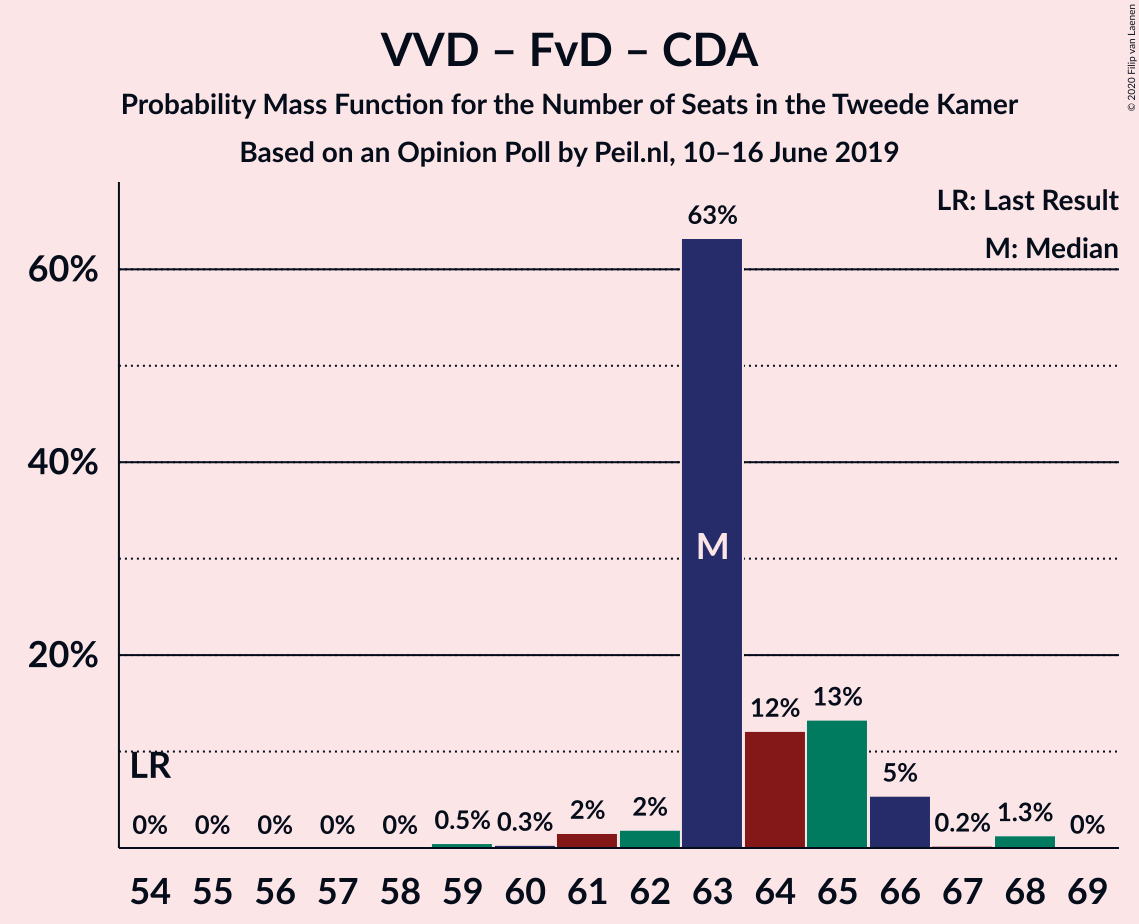 VVD – FvD – CDA
Probability Mass Function for the Number of Seats in the Tweede Kamer
Based on an Opinion Poll by Peil.nl, 10–16 June 2019
© 2020 Filip van Laenen
LR: Last Result
M: Median
63%
60%
M
40%
20%
12%
13%
LR
5%
0%
0%
0%
0%
0%
0.5%
0.3%
2%
2%
0.2%
1.3%
0%
54 55 56 57 58 59 60 61 62 63 64 65 66 67 68 69